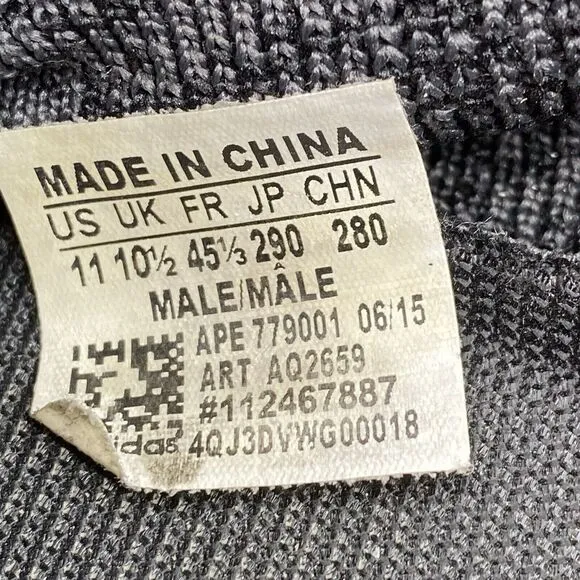 MADE IN CHINA
US UK FR JP CHN
11 10½ 45⅓ 290 280
MALE/MÂLE
APE 779001 06/15
ART AQ2659
#112467887
4QJ3DVWG00018